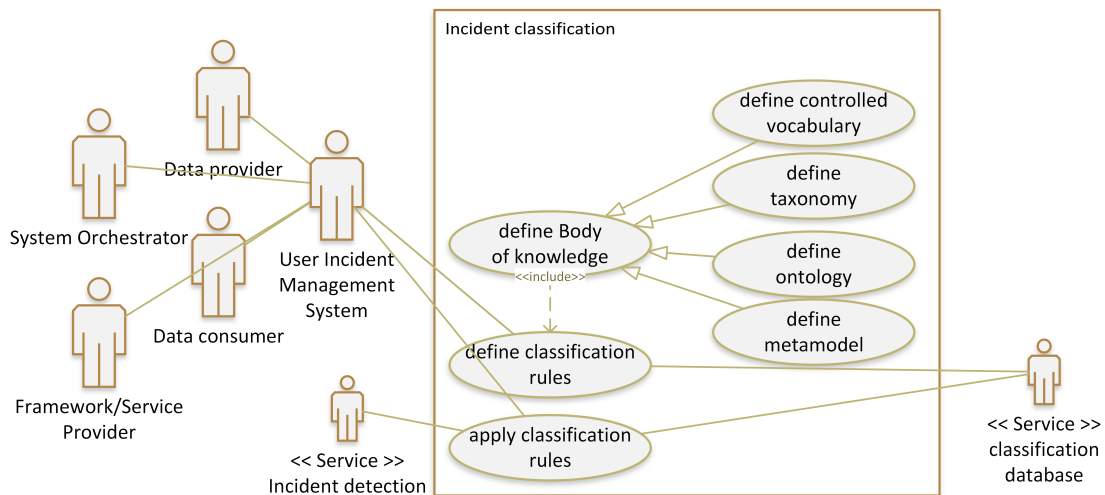 Incident classification
define controlled
vocabulary
Data provider
define
taxonomy
System Orchestrator
define Body
of knowledge
<<include>>
User Incident
Management
System
define
ontology
Data consumer
define
metamodel
define classification
rules
Framework/Service
Provider
apply classification
rules
<< Service >>
Incident detection
<< Service >>
classification
database